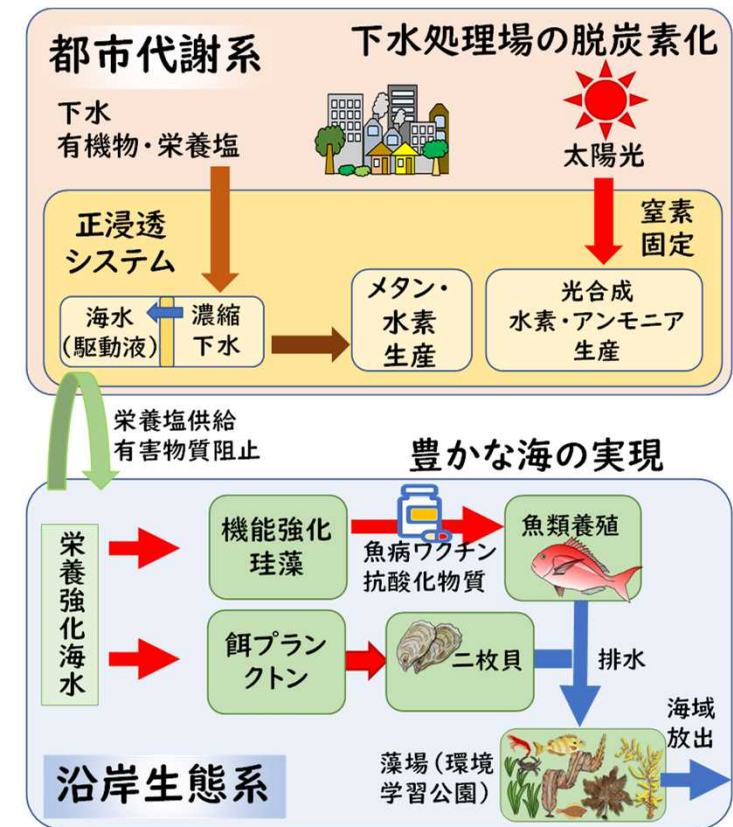 都市代謝系
下水処理場の脱炭素化
下水
有機物・栄養塩
太陽光
正浸透
システム
窒素
固定
海水
(駆動液)
濃縮
下水
メタン・
水素
生産
光合成
水素・アンモニア
生産
栄養塩供給
有害物質阻止
豊かな海の実現
栄養強化海水
機能強化
珪藻
魚病ワクチン
抗酸化物質
魚類養殖
餌プラン
クトン
二枚貝
排水
海域
放出
藻場(環境
学習公園)
沿岸生態系